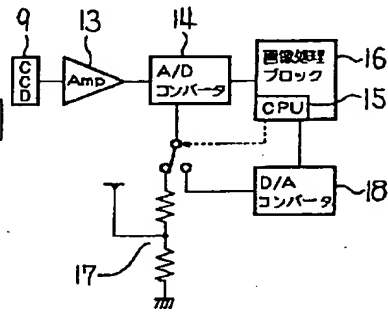 9
CCD
13
Amp
14
A/D
コンバータ
画像処理
ブロック
CPU
16
15
D/A
コンバータ
18
17